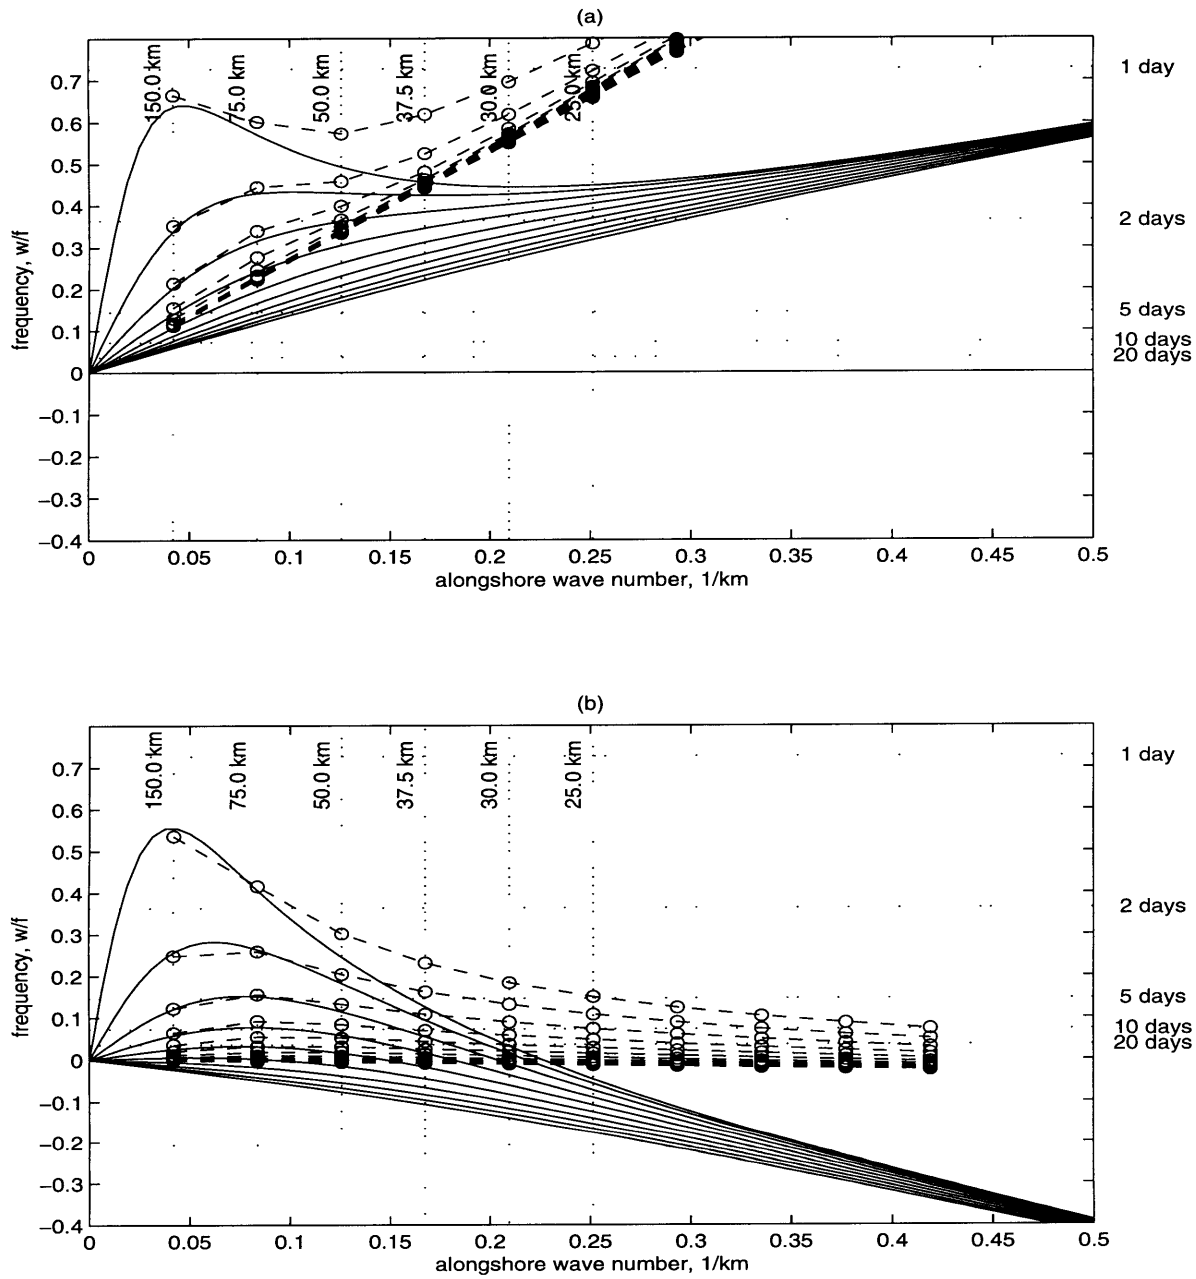 (a)
150.0 km
75.0 km
50.0 km
37.5 km
30.0 km
25.0 km
0.7
0.6
0.5
0.4
0.3
0.2
0.1
0
−0.1
−0.2
−0.3
−0.4
frequency, w/f
1 day
2 days
5 days
10 days
20 days
0 0.05 0.1 0.15 0.2 0.25 0.3 0.35 0.4 0.45 0.5
alongshore wave number, 1/km
(b)
150.0 km
75.0 km
50.0 km
37.5 km
30.0 km
25.0 km
0.7
0.6
0.5
0.4
0.3
0.2
0.1
0
−0.1
−0.2
−0.3
−0.4
frequency, w/f
1 day
2 days
5 days
10 days
20 days
0 0.05 0.1 0.15 0.2 0.25 0.3 0.35 0.4 0.45 0.5
alongshore wave number, 1/km